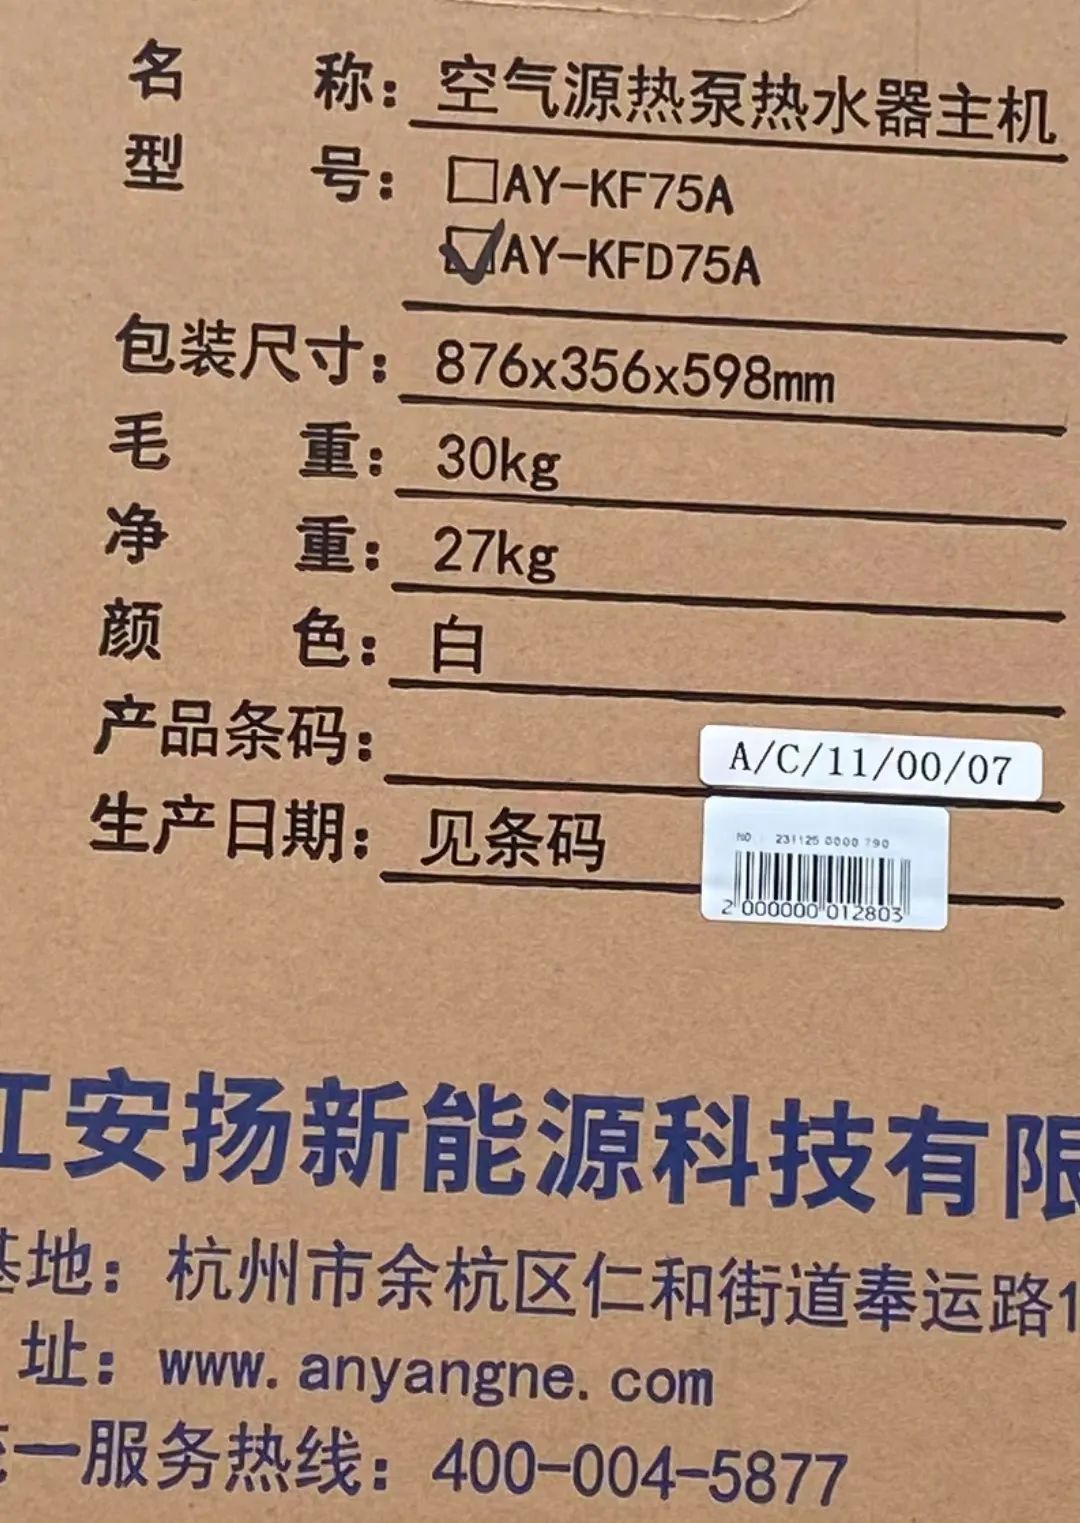 名 称：空气源热泵热水器主机
型 号：□AY-KF75A
☑AY-KFD75A
包装尺寸：876x356x598mm
毛 重：30kg
净 重：27kg
颜 色：白
产品条码：
A/C/11/00/07
生产日期：见条码
NO : 231125 0000 790
2 000000 012803
江安扬新能源科技有限
基地：杭州市余杭区仁和街道奉运路1
址：www.anyangne.com
统一服务热线：400-004-5877